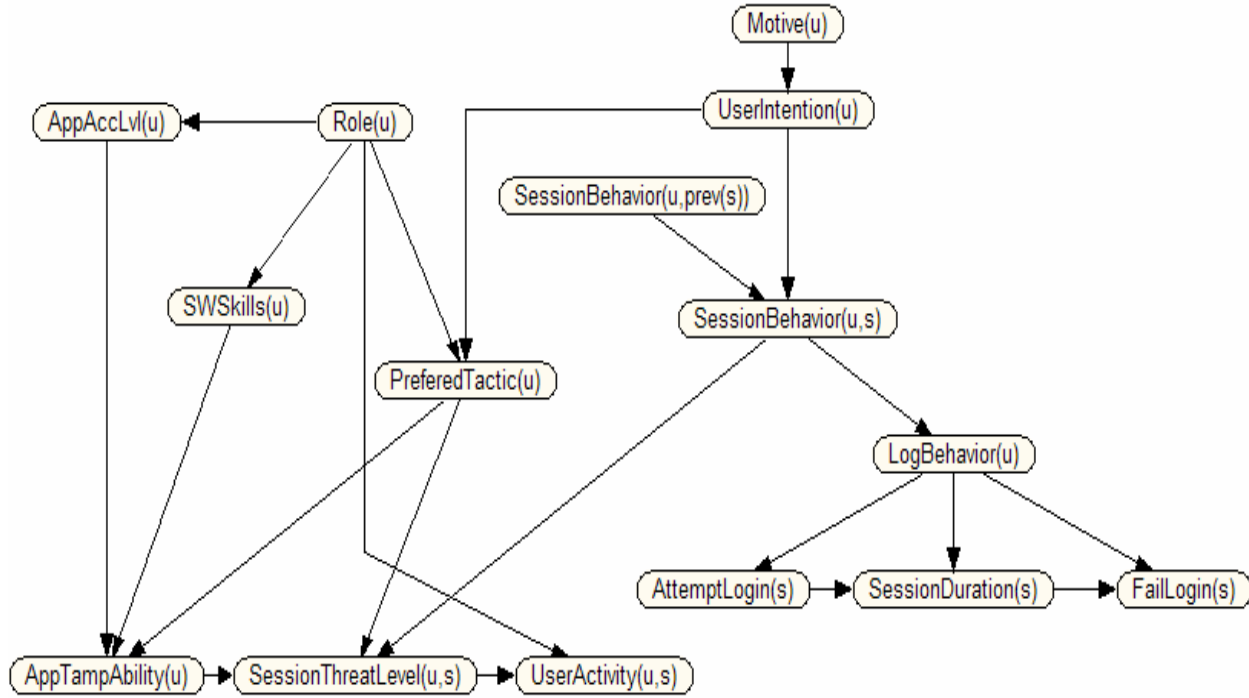 Motive(u)
UserIntention(u)
AppAccLvl(u)
Role(u)
SessionBehavior(u,prev(s))
SWSkills(u)
SessionBehavior(u,s)
PreferedTactic(u)
LogBehavior(u)
AttemptLogin(s)
SessionDuration(s)
FailLogin(s)
AppTampAbility(u)
SessionThreatLevel(u,s)
UserActivity(u,s)